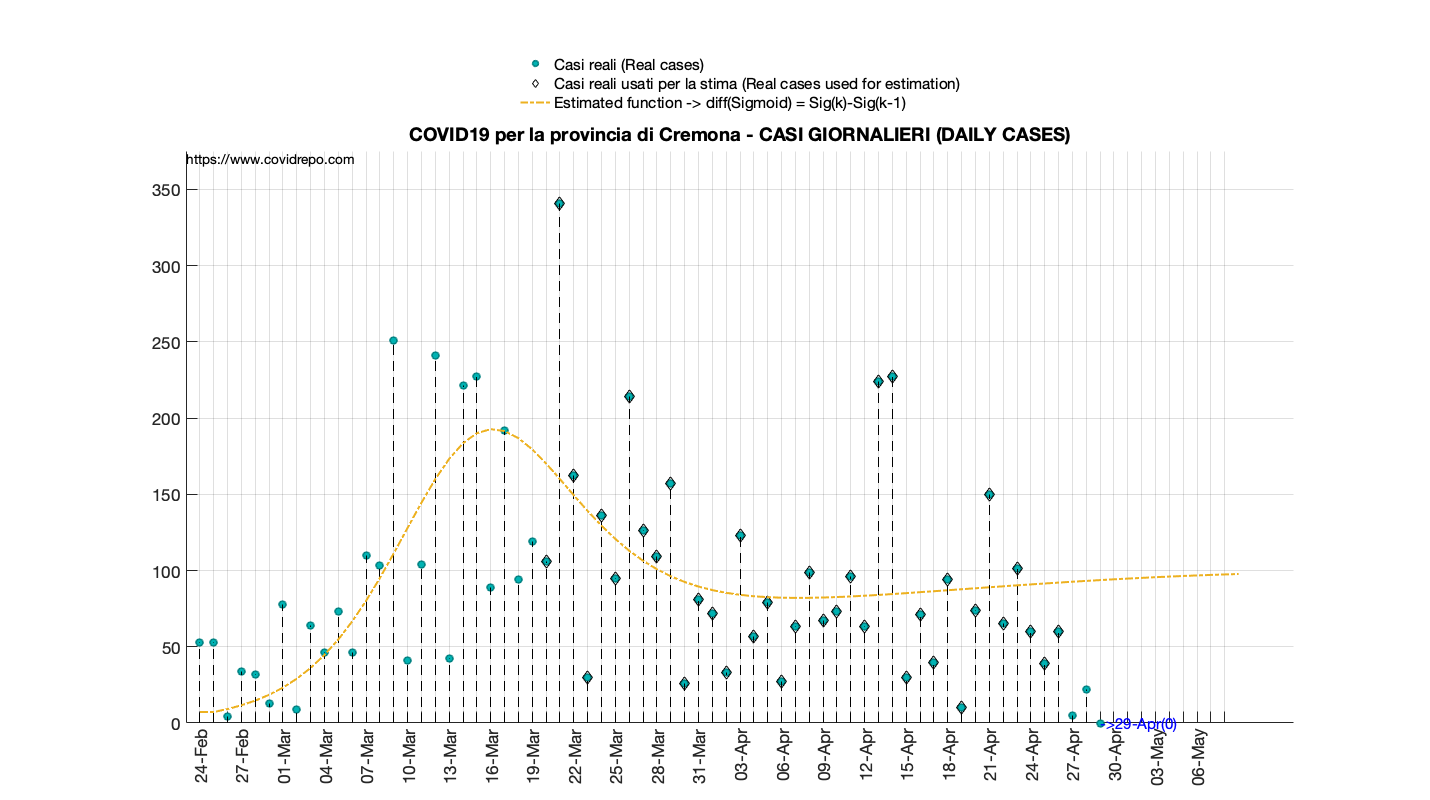 Casi reali (Real cases)
Casi reali usati per la stima (Real cases used for estimation)
Estimated function -> diff(Sigmoid) = Sig(k)-Sig(k-1)
COVID19 per la provincia di Cremona - CASI GIORNALIERI (DAILY CASES)
https://www.covidrepo.com
350
300
250
200
150
100
50
0
->29-Apr(0)
24-Feb
27-Feb
01-Mar
04-Mar
07-Mar
10-Mar
13-Mar
16-Mar
19-Mar
22-Mar
25-Mar
28-Mar
31-Mar
03-Apr
06-Apr
09-Apr
12-Apr
15-Apr
18-Apr
21-Apr
24-Apr
27-Apr
30-Apr
03-May
06-May